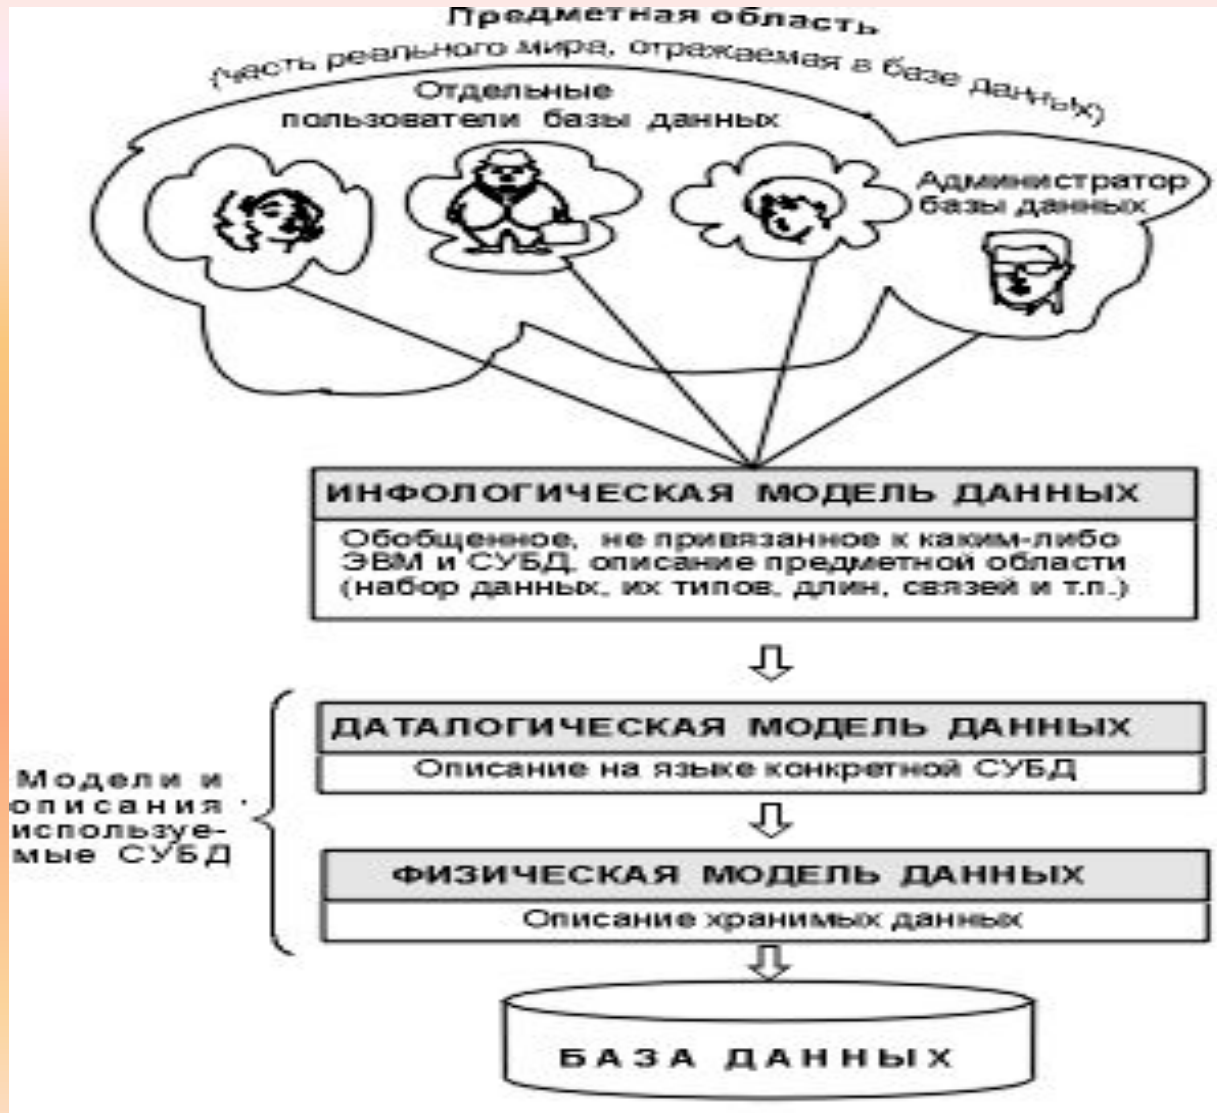 Предметная область
(часть реального мира, отражаемая в базе данных)
Отдельные
пользователи базы данных
Администратор
базы данных
ИНФОЛОГИЧЕСКАЯ МОДЕЛЬ ДАННЫХ
Обобщенное, не привязанное к каким-либо
ЭВМ и СУБД, описание предметной области
(набор данных, их типов, длин, связей и т.п.)
ДАТАЛОГИЧЕСКАЯ МОДЕЛЬ ДАННЫХ
Описание на языке конкретной СУБД
Модели и
описания
используе-
мые СУБД
ФИЗИЧЕСКАЯ МОДЕЛЬ ДАННЫХ
Описание хранимых данных
БАЗА ДАННЫХ